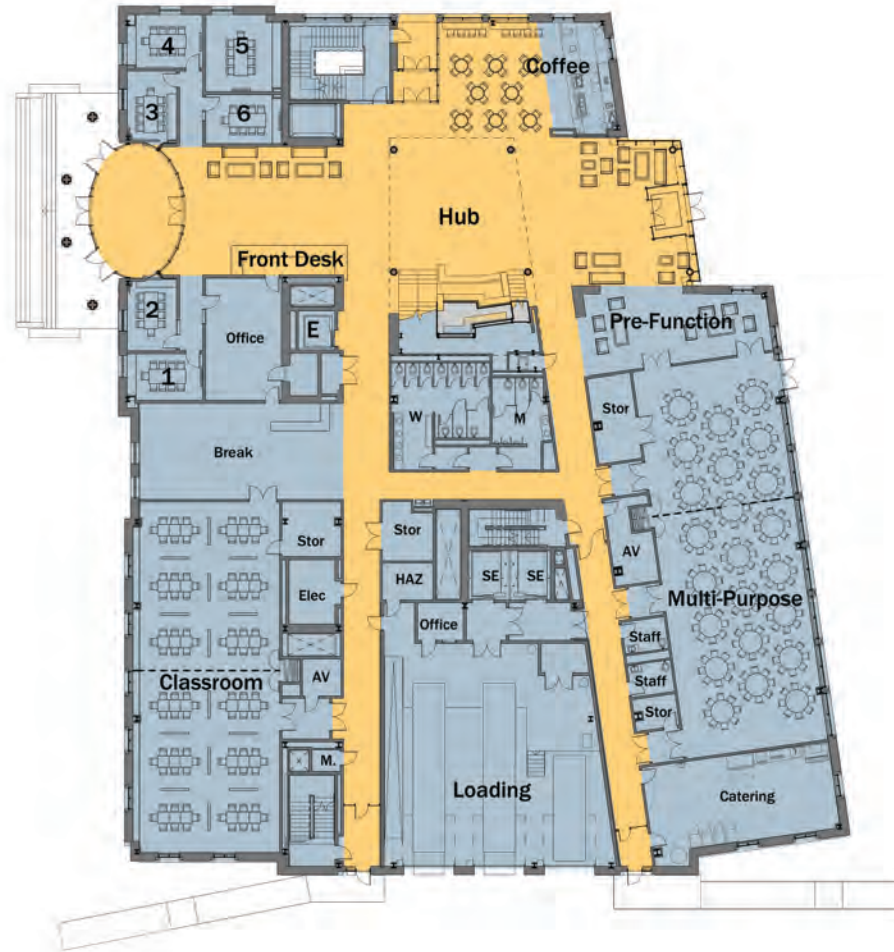 4
5
Coffee
3
6
Hub
Front Desk
2
E
Pre-Function
Office
1
Stor
W
M
Break
Stor
Stor
AV
HAZ
SE
SE
Elec
Multi-Purpose
Office
Staff
Classroom
AV
Staff
Stor
M.
Loading
Catering